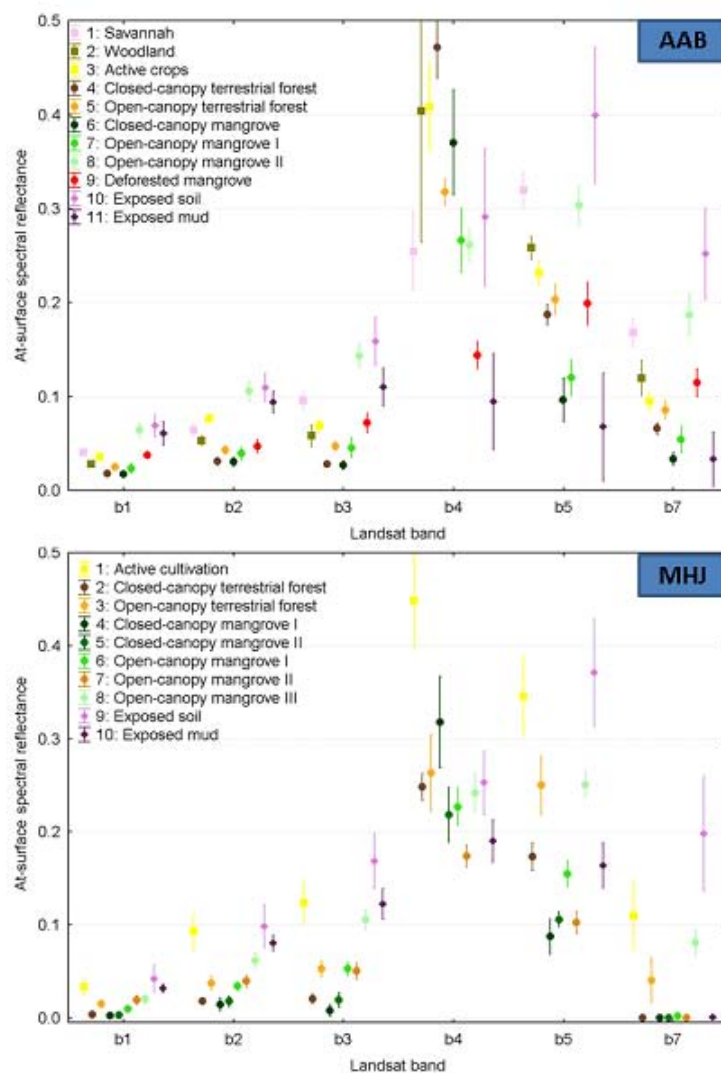 AAB
0.5
1: Savannah
2: Woodland
3: Active crops
4: Closed-canopy terrestrial forest
5: Open-canopy terrestrial forest
6: Closed-canopy mangrove
7: Open-canopy mangrove I
8: Open-canopy mangrove II
9: Deforested mangrove
10: Exposed soil
11: Exposed mud
0.4
0.3
0.2
0.1
0.0
At-surface spectral reflectance
b1 b2 b3 b4 b5 b7
Landsat band
MHJ
0.5
1: Active cultivation
2: Closed-canopy terrestrial forest
3: Open-canopy terrestrial forest
4: Closed-canopy mangrove I
5: Closed-canopy mangrove II
6: Open-canopy mangrove I
7: Open-canopy mangrove II
8: Open-canopy mangrove III
9: Exposed soil
10: Exposed mud
0.4
0.3
0.2
0.1
0.0
At-surface spectral reflectance
b1 b2 b3 b4 b5 b7
Landsat band